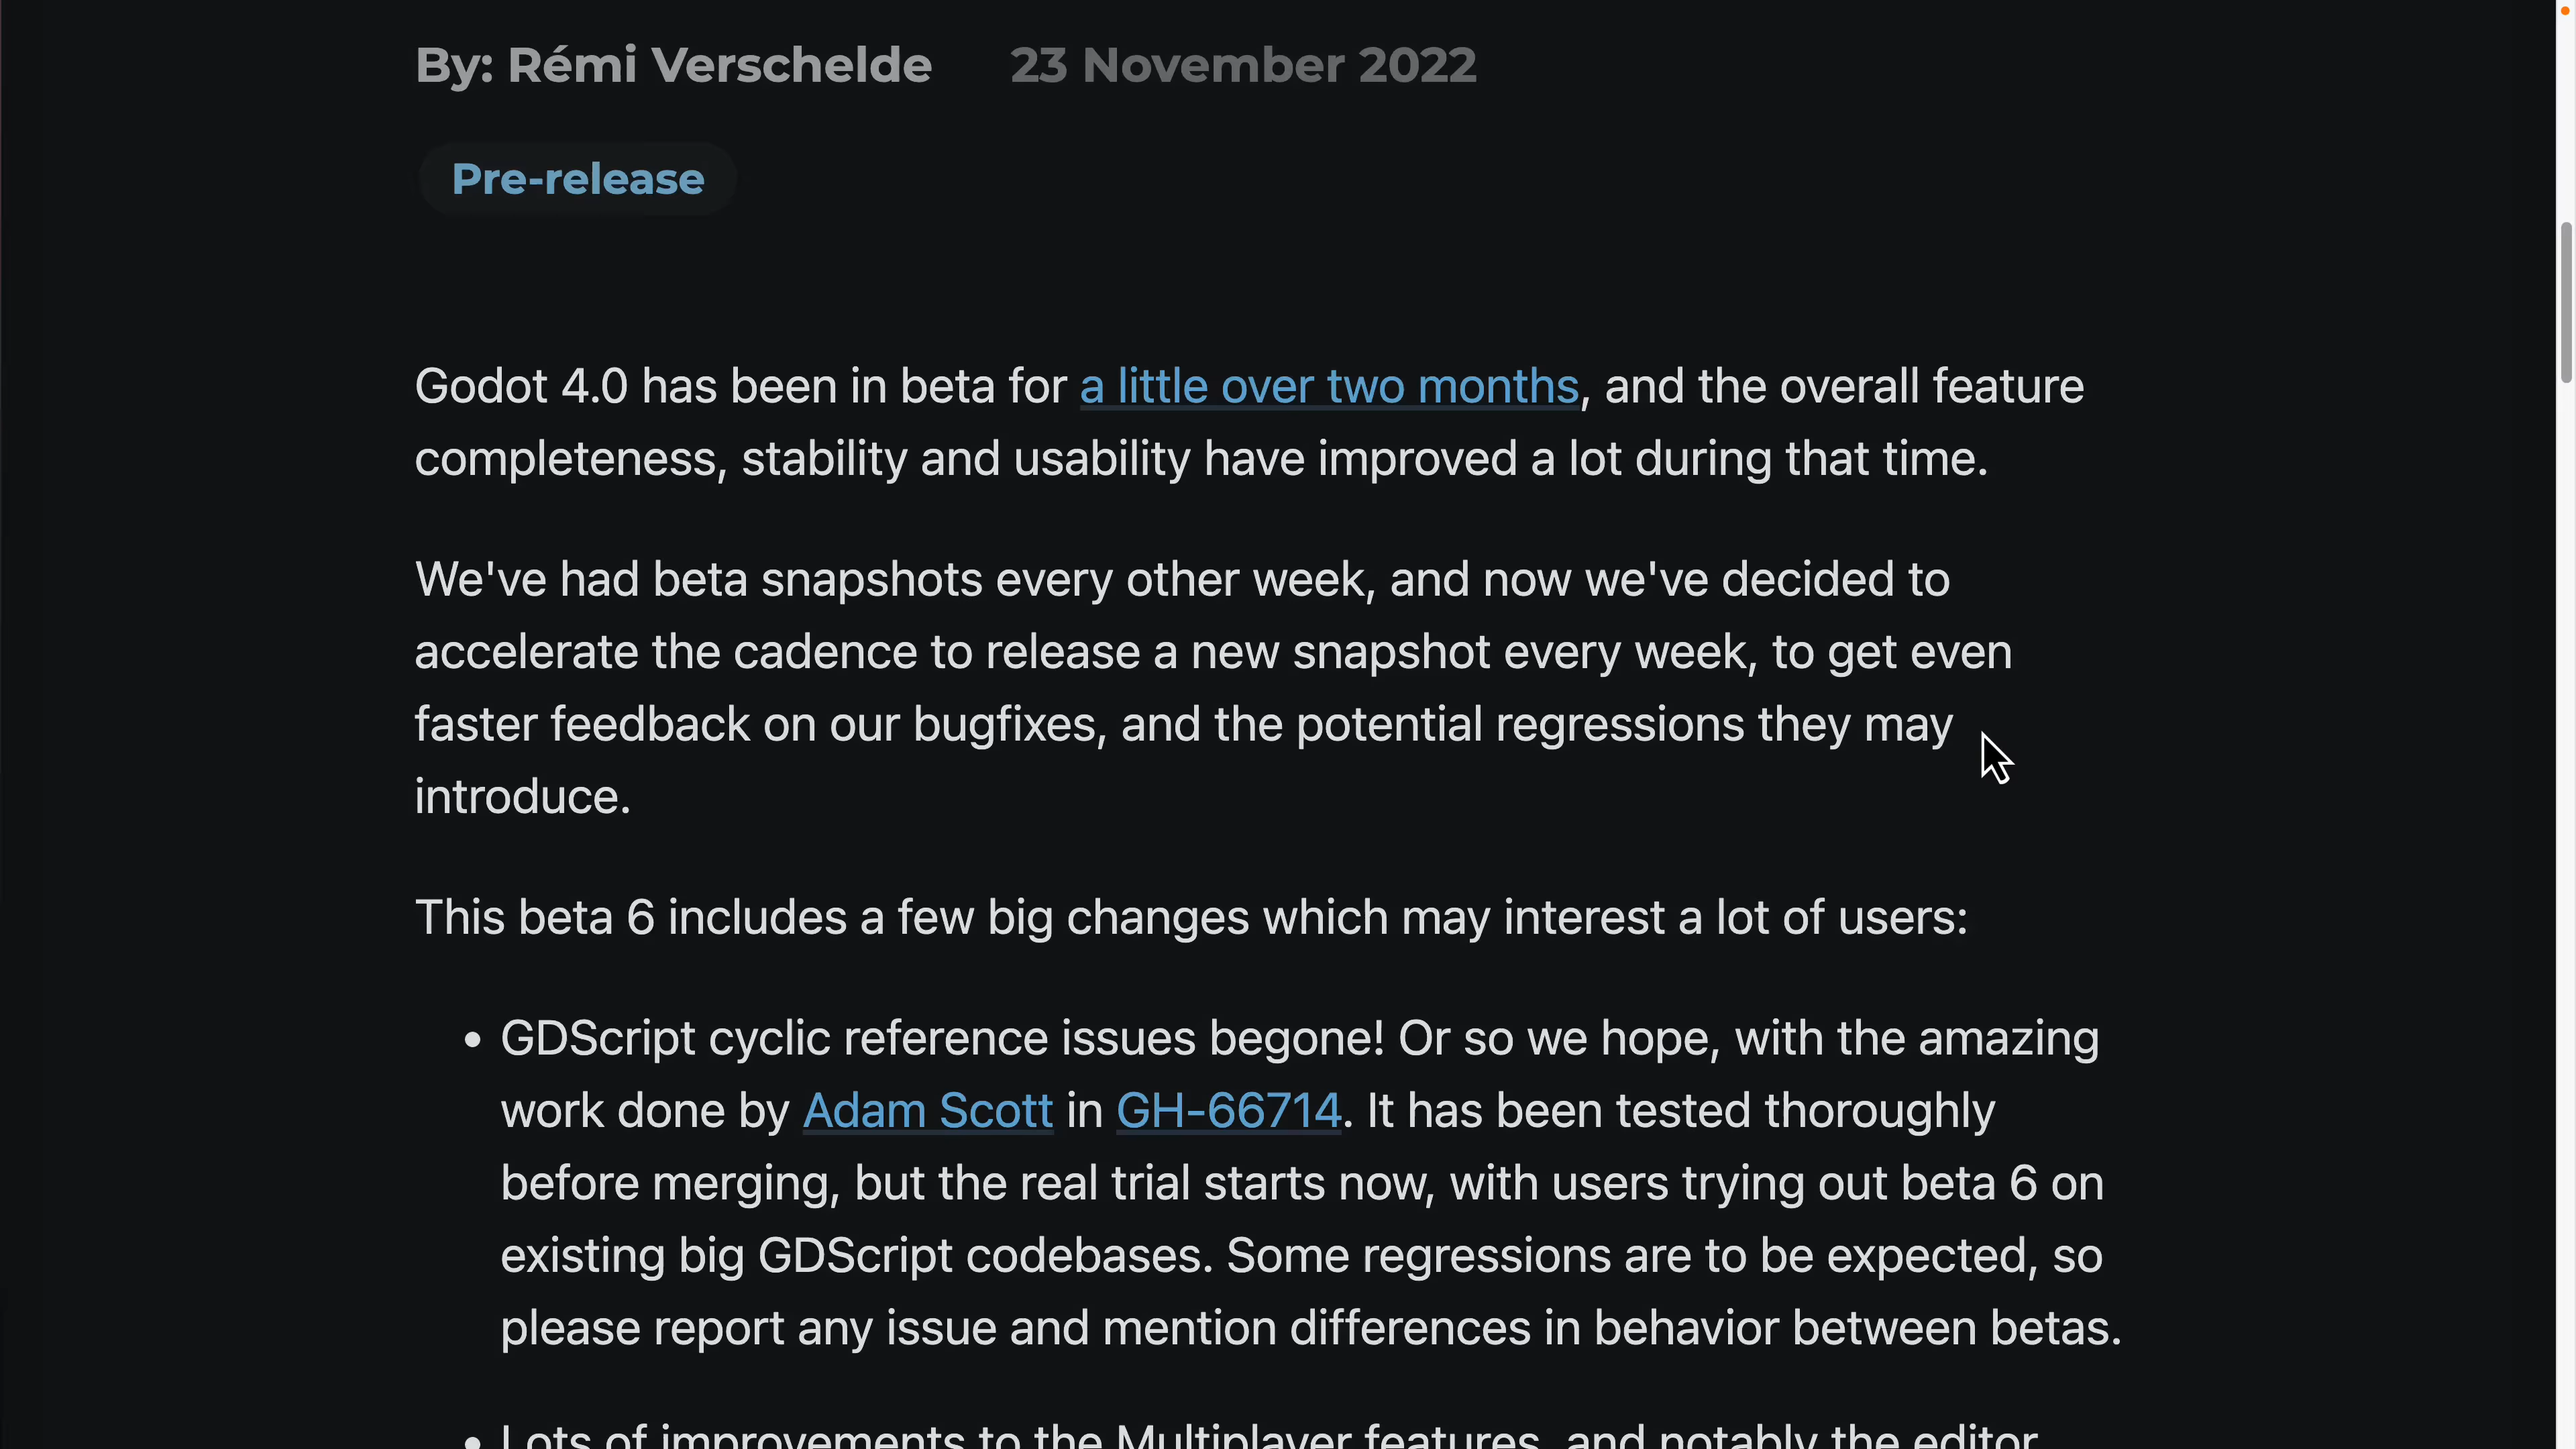 By: Rémi Verschelde 23 November 2022
Pre-release
Godot 4.0 has been in beta for a little over two months, and the overall feature
completeness, stability and usability have improved a lot during that time.
We've had beta snapshots every other week, and now we've decided to
accelerate the cadence to release a new snapshot every week, to get even
faster feedback on our bugfixes, and the potential regressions they may
introduce.
This beta 6 includes a few big changes which may interest a lot of users:
• GDScript cyclic reference issues begone! Or so we hope, with the amazing
work done by Adam Scott in GH-66714. It has been tested thoroughly
before merging, but the real trial starts now, with users trying out beta 6 on
existing big GDScript codebases. Some regressions are to be expected, so
please report any issue and mention differences in behavior between betas.
• Lots of improvements to the Multiplayer features, and notably the editor